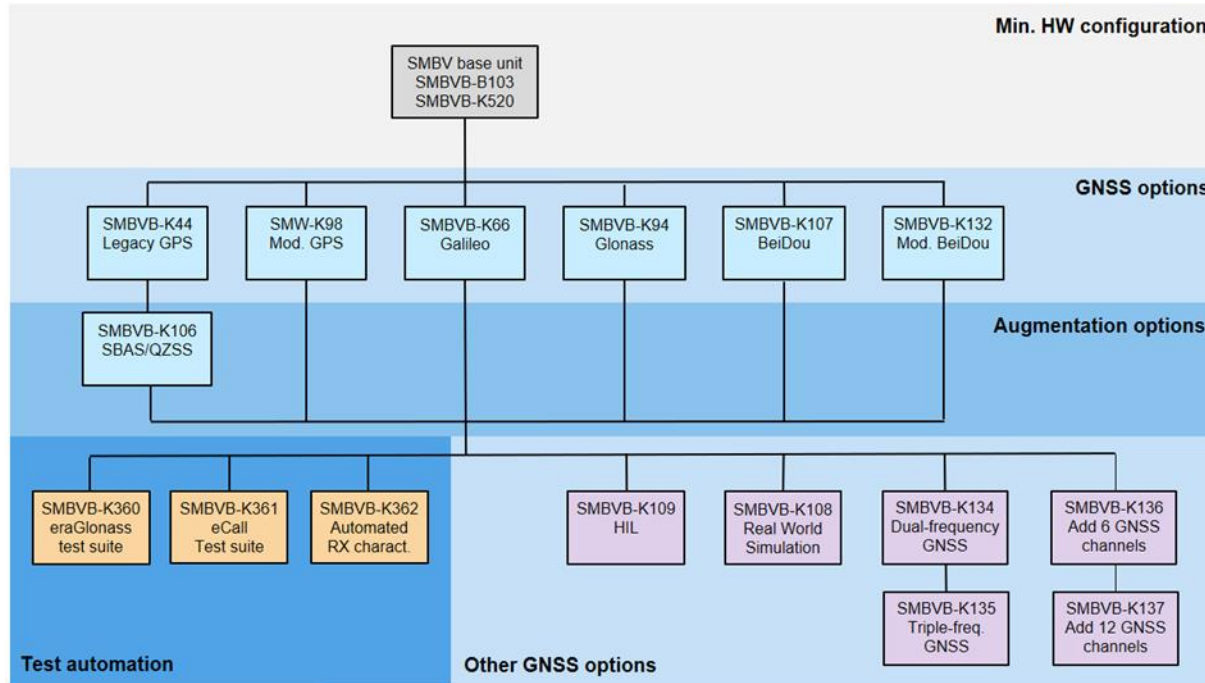 Min. HW configuration
SMBV base unit
SMBVB-B103
SMBVB-K520
GNSS options
SMBVB-K44
Legacy GPS
SMW-K98
Mod. GPS
SMBVB-K66
Galileo
SMBVB-K94
Glonass
SMBVB-K107
BeiDou
SMBVB-K132
Mod. BeiDou
Augmentation options
SMBVB-K106
SBAS/QZSS
SMBVB-K360
eraGlonass
test suite
SMBVB-K361
eCall
Test suite
SMBVB-K362
Automated
RX charact.
SMBVB-K109
HIL
SMBVB-K108
Real World
Simulation
SMBVB-K134
Dual-frequency
GNSS
SMBVB-K136
Add 6 GNSS
channels
SMBVB-K135
Triple-freq.
GNSS
SMBVB-K137
Add 12 GNSS
channels
Test automation
Other GNSS options